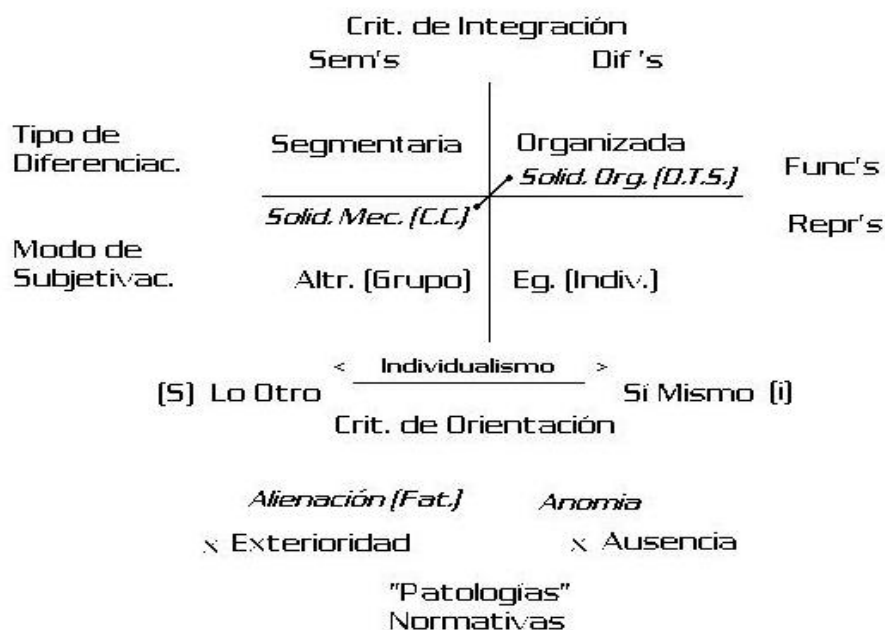 Crit. de Integración
Sem's Dif 's
Tipo de Segmentaria Organizada
Diferenciac. Func's
Solid. Org. (D.T.S.)
Solid. Mec. (C.C.) Repr's
Modo de
Subjetivac. Altr. (Grupo) Eg. (Indiv.)
< Individualismo >
(S) Lo Otro Sí Mismo (i)
Crit. de Orientación
Alienación (Fat.) Anomia
x Exterioridad x Ausencia
"Patologías"
Normativas